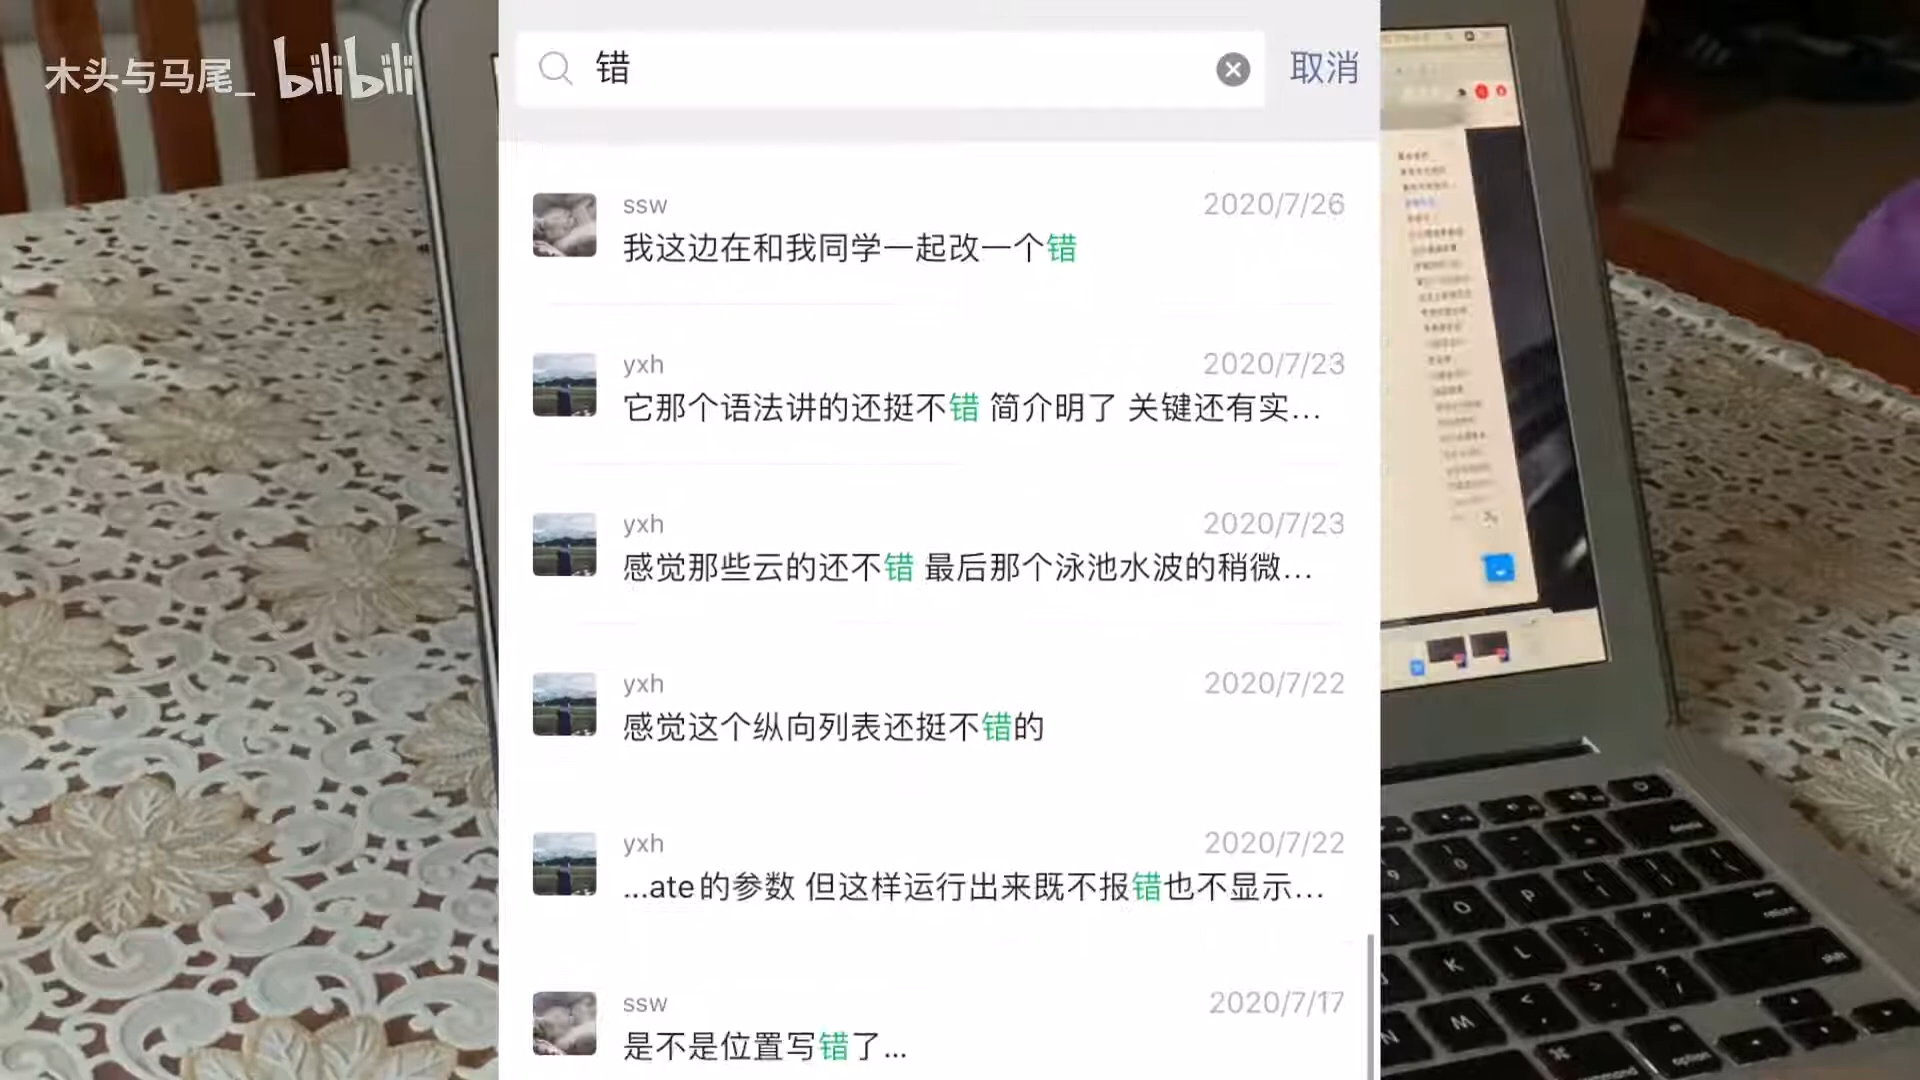 木头与马尾_ bilibili
错
取消
ssw
2020/7/26
我这边在和我同学一起改一个错
yxh
2020/7/23
它那个语法讲的还挺不错 简介明了 关键还有实...
yxh
2020/7/23
感觉那些云的还不错 最后那个泳池水波的稍微...
yxh
2020/7/22
感觉这个纵向列表还挺不错的
yxh
2020/7/22
...ate的参数 但这样运行出来既不报错也不显示...
ssw
2020/7/17
是不是位置写错了...
delete
O
P
return
K
L
shift
N
M
command
option